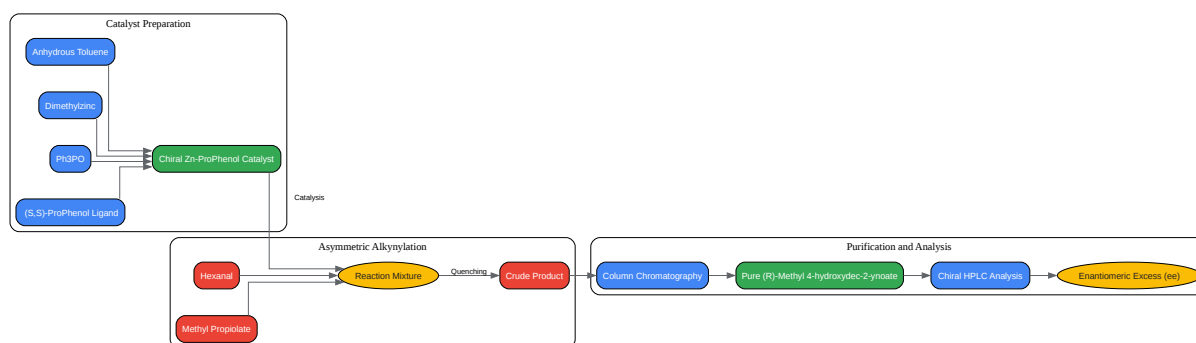 Catalyst Preparation
Anhydrous Toluene
Dimethylzinc
Ph3PO
Chiral Zn-ProPhenol Catalyst
(S,S)-ProPhenol Ligand
Catalysis
Asymmetric Alkynylation
Hexanal
Reaction Mixture
Quenching
Crude Product
Methyl Propiolate
Purification and Analysis
Column Chromatography
Pure (R)-Methyl 4-hydroxydec-2-ynoate
Chiral HPLC Analysis
Enantiomeric Excess (ee)